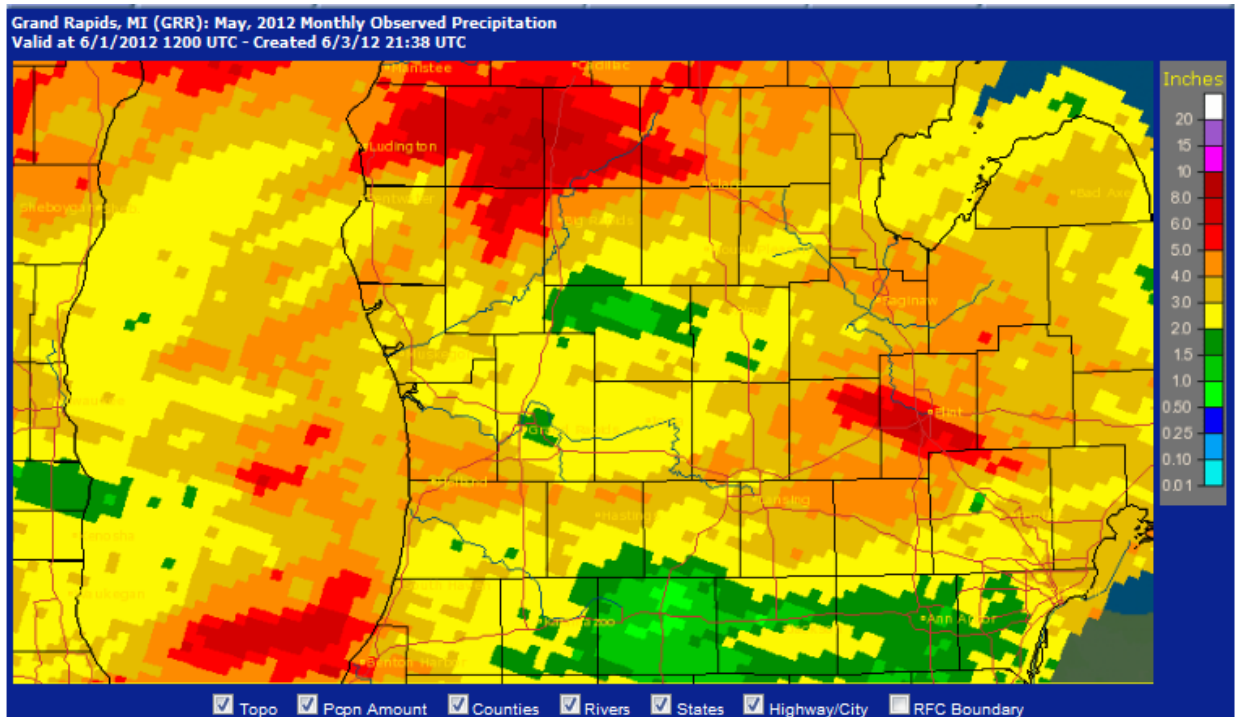 Grand Rapids, MI (GRR): May, 2012 Monthly Observed Precipitation
Valid at 6/1/2012 1200 UTC - Created 6/3/12 21:38 UTC
Manistee
Cadillac
Inches
20
15
10
8.0
6.0
5.0
4.0
3.0
2.0
1.5
1.0
0.50
0.25
0.10
0.01
Ludington
Clare
Bad Axe
Sheboygan
Big Rapids
Saginaw
Muskegon
Milwaukee
Flint
Grand Rapids
Holland
Lansing
Hastings
Kenosha
Waukegan
Kalamazoo
Ann Arbor
Benton Harbor
Topo
Pcpn Amount
Counties
Rivers
States
Highway/City
RFC Boundary